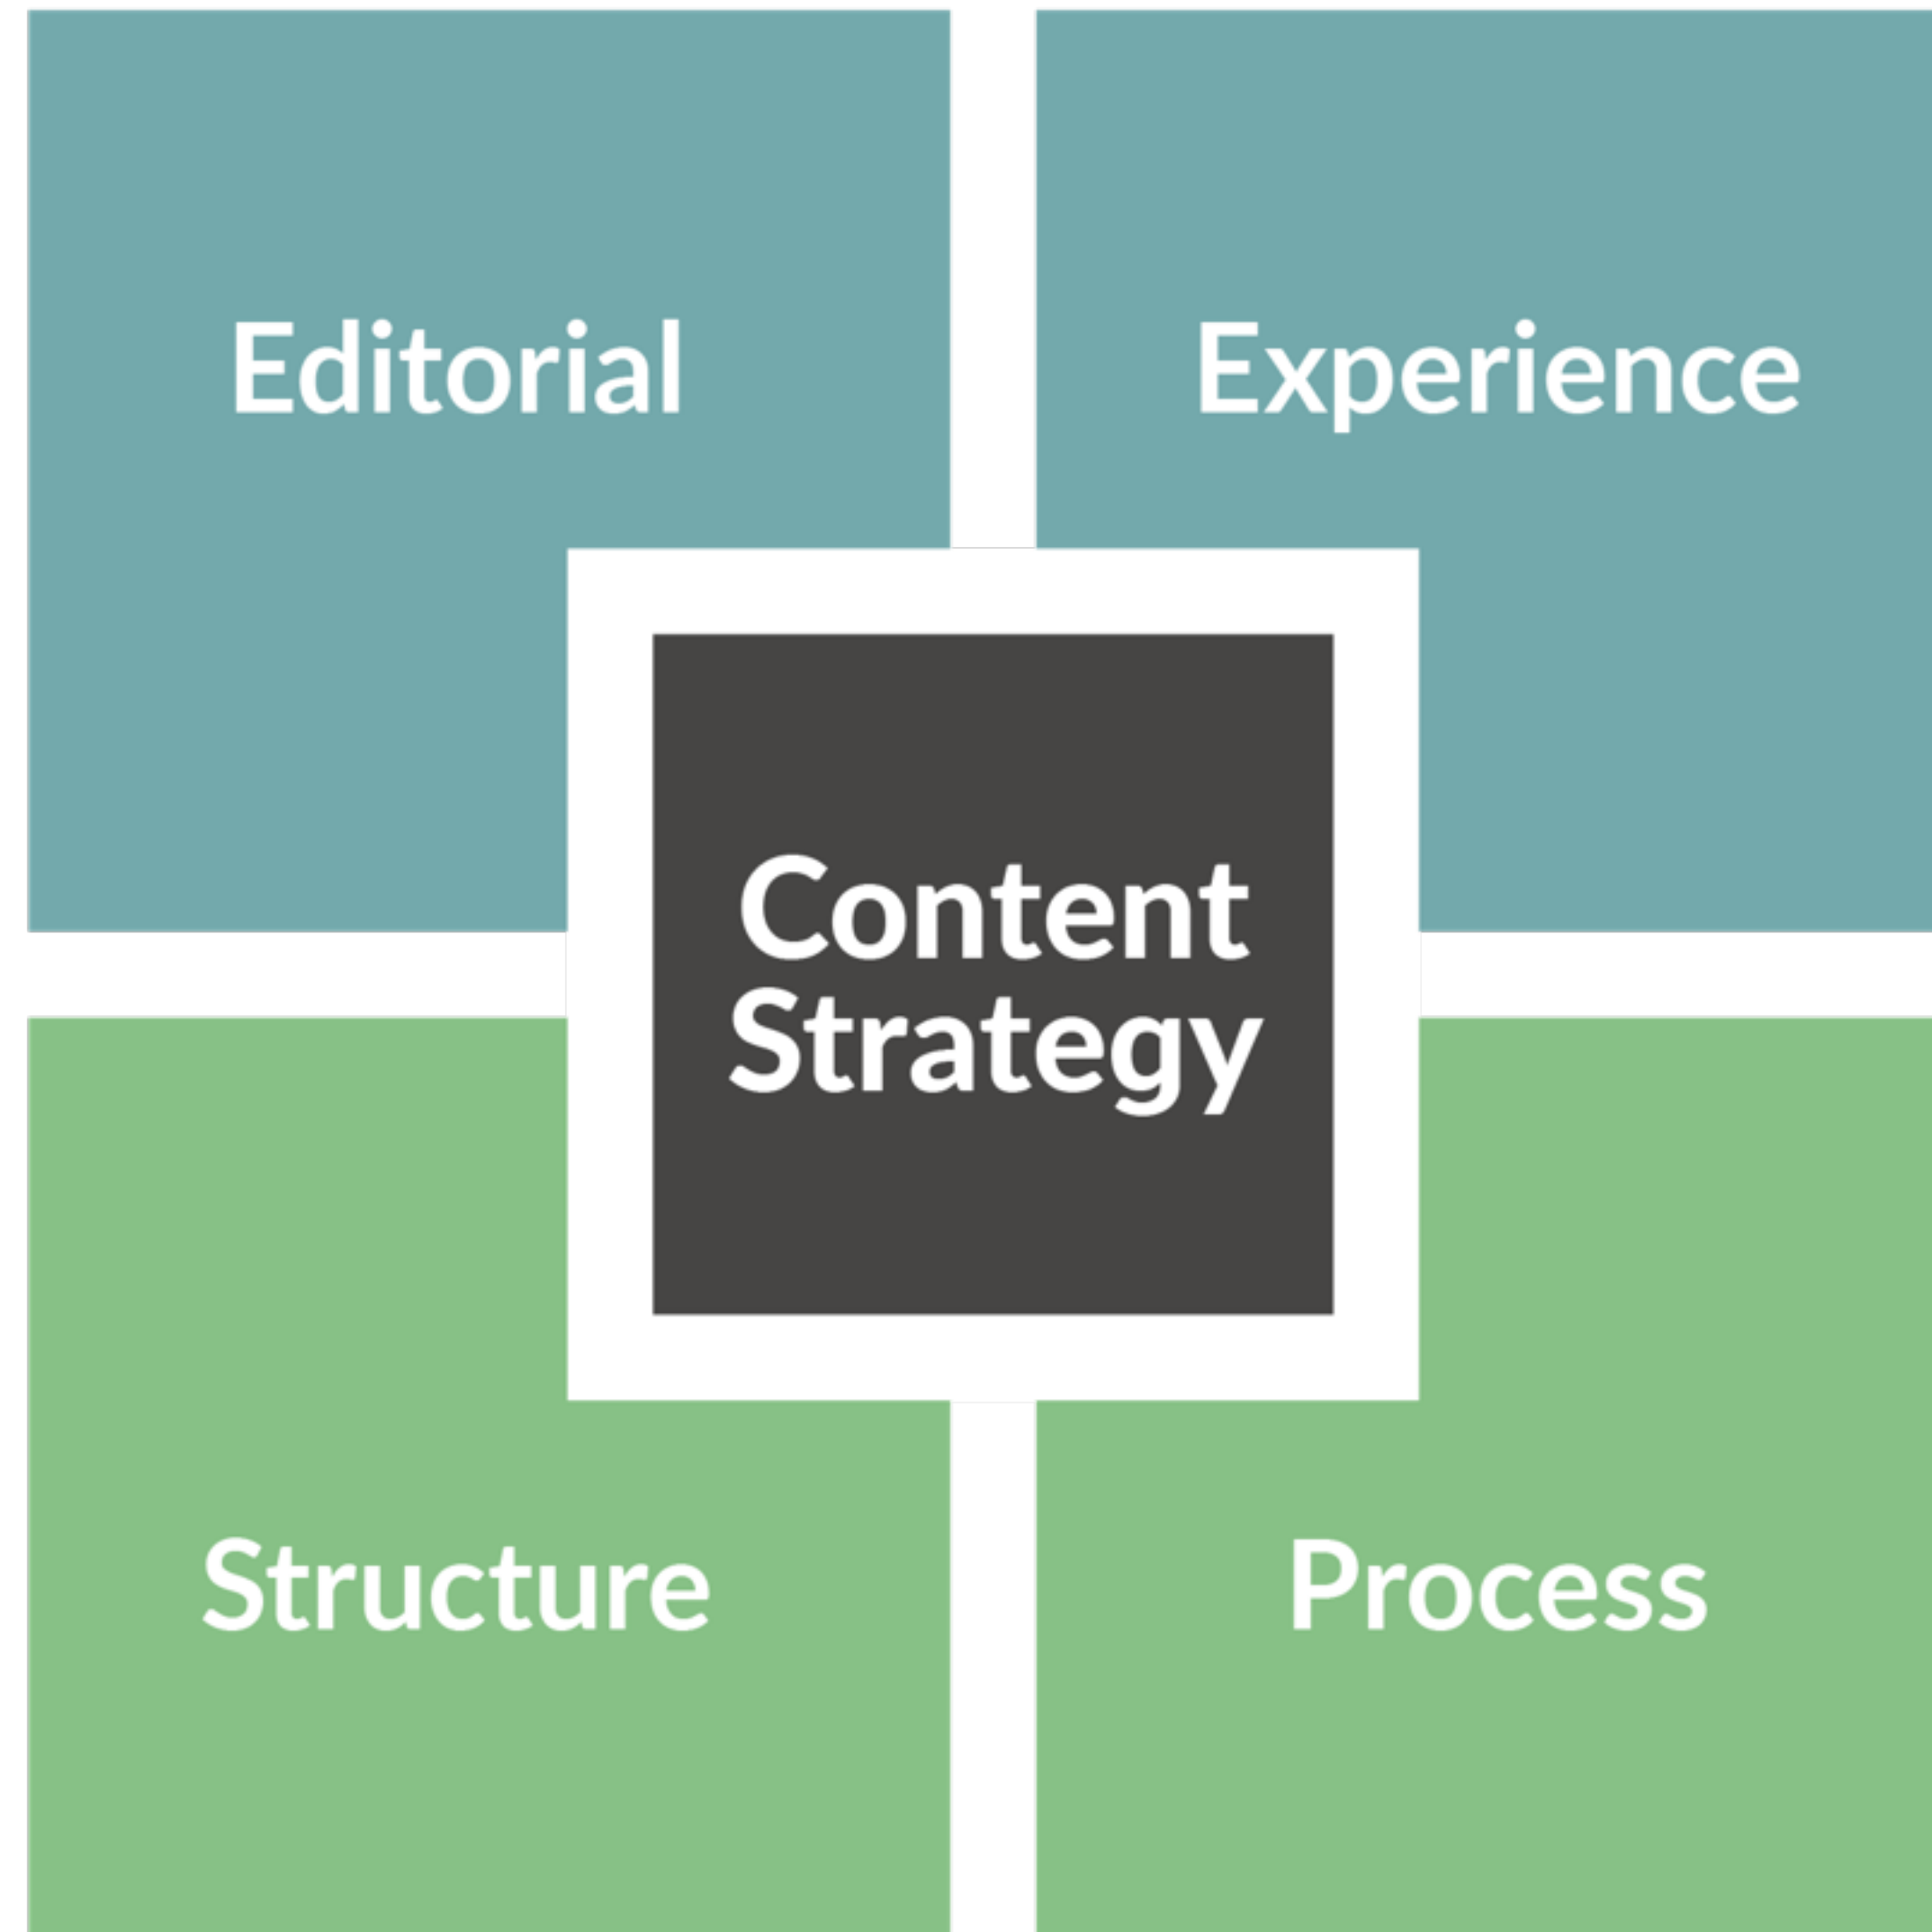 Editorial
Experience
Content
Strategy
Structure
Process